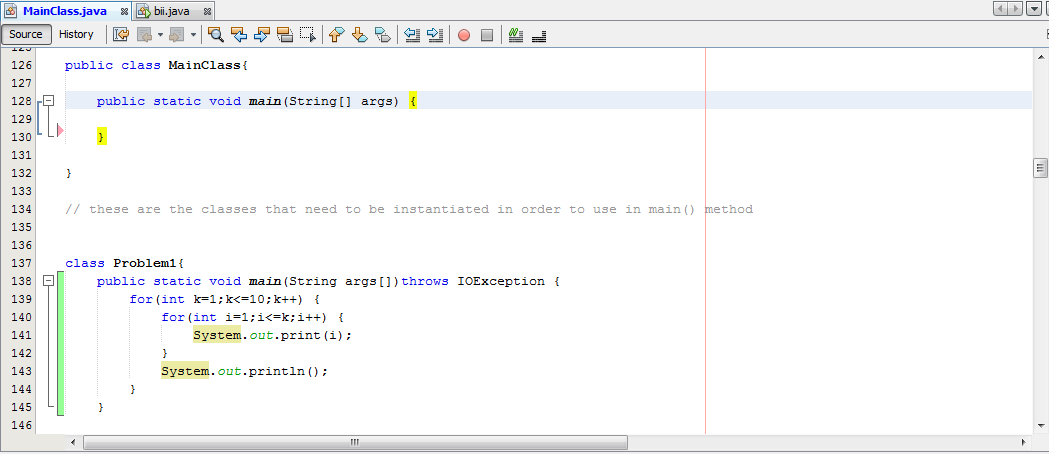 MainClass.java bii.java
Source History
125
126 public class MainClass{
127
128 public static void main(String[] args) {
129
130 }
131
132 }
133
134 // these are the classes that need to be instantiated in order to use in main() method
135
136
137 class Problem1{
138 public static void main(String args[])throws IOException {
139 for(int k=1;k<=10;k++) {
140 for(int i=1;i<=k;i++) {
141 System.out.print(i);
142 }
143 System.out.println();
144 }
145 }
146